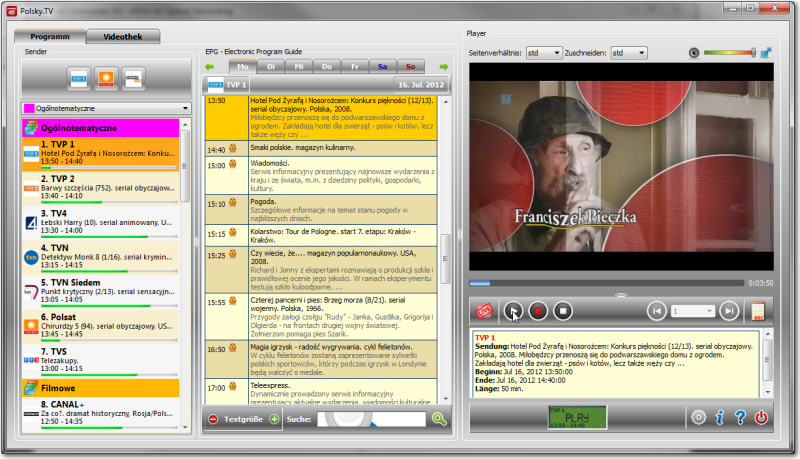 Polsky.TV
Programm
Videothek
Sender
TVP 1
Ogólnotematyczne
Ogólnotematyczne
1. TVP 1
Hotel Pod Żyrafą i Nosorożcem: Konku...
13:50 - 14:40
2. TVP 2
Barwy szczęścia (752). serial obyczajow...
13:40 - 14:10
3. TV4
Łebski Harry (10). serial animowany. U...
13:30 - 14:00
4. TVN
Detektyw Monk 8 (1/16). serial krymin...
13:15 - 14:15
5. TVN Siedem
Punkt krytyczny (2/13). serial sensacyjn...
13:05 - 14:05
6. Polsat
Chirurdzy 5 (94). serial obyczajowy. US...
13:45 - 14:45
7. TVS
Telezakupy.
13:00 - 14:15
Filmowe
8. CANAL+
Za co?. dramat historyczny, Rosja/Pols...
12:50 - 14:35
EPG - Electronic Program Guide
Mo Di Mi Do Fr Sa So
TVP 1 TVP 1 16. Jul. 2012
13:50 Hotel Pod Żyrafą i Nosorożcem: Konkurs piękności (12/13).
serial obyczajowy. Polska, 2008.
Miłobędzcy przenoszą się do podwarszawskiego domu z
ogrodem. Zakładają hotel dla zwierząt - psów i kotów, lecz
także węży czy ...
14:40 Smaki polskie. magazyn kulinarny.
15:00 Wiadomości.
Serwis informacyjny prezentujący najnowsze wydarzenia z
kraju i ze świata, m.in. z dziedziny polityki, gospodarki,
kultury.
15:10 Pogoda.
Szczegółowe informacje na temat stanu pogody w
najbliższych dniach.
15:15 Kolarstwo: Tour de Pologne. start 7. etapu: Kraków -
Kraków.
15:25 Czy wiecie, że.... magazyn popularnonaukowy. USA,
2008.
Richard i Jonny z ekspertami rozmawiają o produkcji szkła i
prawidłowej ocenie jego jakości. W ramach eksperymentu
testują szkło kuloodporne. ...
15:55 Czterej pancerni i pies: Brzeg morza (8/21). serial
wojenny. Polska, 1966.
Przygody załogi czołgu "Rudy" - Janka, Gustlika, Grigorija i
Olgierda - na frontach drugiej wojny światowej.
Żołnierzom pomaga pies Szarik.
16:50 Magia igrzysk - radość wygrywania. cykl felietonów.
W cyklu felietonów zostaną zaprezentowane sylwetki
polskich sportowców, którzy podczas igrzysk w Londynie
będą walczyć o medale.
17:00 Teleexpress.
Dynamicznie prowadzony serwis informacyjny
prezentujący aktualne wydarzenia, wiadomości kulturalne
Textgröße Suche:
Player
Seitenverhältnis: std Zuschneiden: std
Franciszek Pieczka
0:03:50
1
REC
TVP 1
Sendung: Hotel Pod Żyrafą i Nosorożcem: Konkurs piękności (12/13). serial obyczajowy.
Polska, 2008. Miłobędzcy przenoszą się do podwarszawskiego domu z ogrodem.
Zakładają hotel dla zwierząt - psów i kotów, lecz także węży czy ...
Beginn: Jul 16, 2012 13:50:00
Ende: Jul 16, 2012 14:40:00
Länge: 50 min.
TVP 1
PLAY
13:50 - 14:40